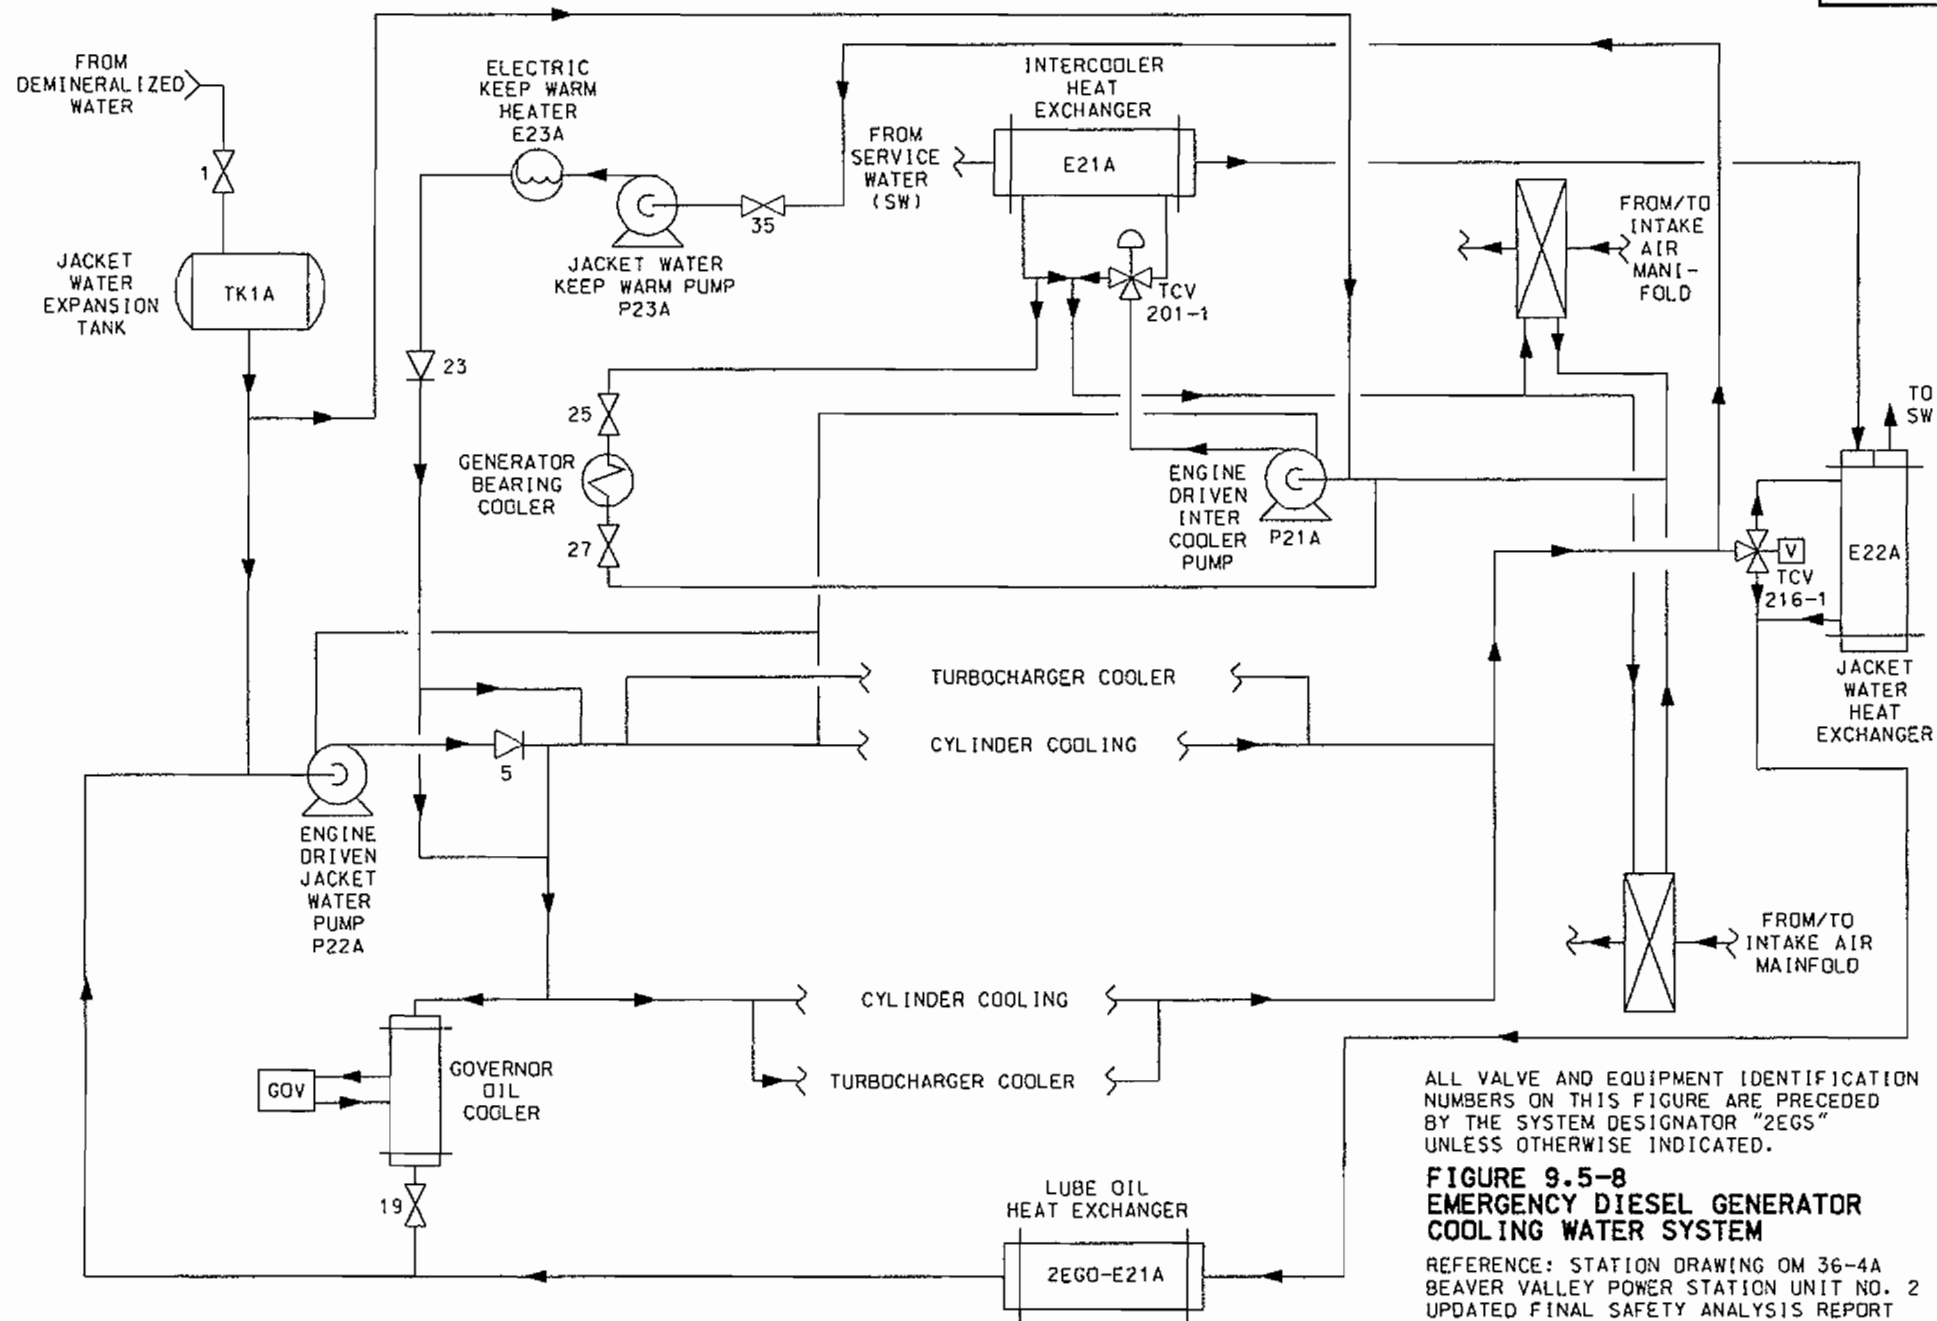 FROM
DEMINERALIZED
WATER
1
JACKET
WATER
EXPANSION
TANK
TK1A
ELECTRIC
KEEP WARM
HEATER
E23A
JACKET WATER
KEEP WARM PUMP
P23A
35
23
FROM
SERVICE
WATER
(SW)
INTERCOOLER
HEAT
EXCHANGER
E21A
TCV
201-1
FROM/TO
INTAKE
AIR
MANI-
FOLD
TO
SW
25
GENERATOR
BEARING
COOLER
27
ENGINE
DRIVEN
INTER
COOLER
PUMP
P21A
V
TCV
216-1
E22A
JACKET
WATER
HEAT
EXCHANGER
TURBOCHARGER COOLER
CYLINDER COOLING
5
ENGINE
DRIVEN
JACKET
WATER
PUMP
P22A
FROM/TO
INTAKE AIR
MAINFOLD
CYLINDER COOLING
TURBOCHARGER COOLER
GOV
GOVERNOR
OIL
COOLER
19
LUBE OIL
HEAT EXCHANGER
2EGO-E21A
ALL VALVE AND EQUIPMENT IDENTIFICATION
NUMBERS ON THIS FIGURE ARE PRECEDED
BY THE SYSTEM DESIGNATOR "2EGS"
UNLESS OTHERWISE INDICATED.
FIGURE 9.5-8
EMERGENCY DIESEL GENERATOR
COOLING WATER SYSTEM
REFERENCE: STATION DRAWING OM 36-4A
BEAVER VALLEY POWER STATION UNIT NO. 2
UPDATED FINAL SAFETY ANALYSIS REPORT